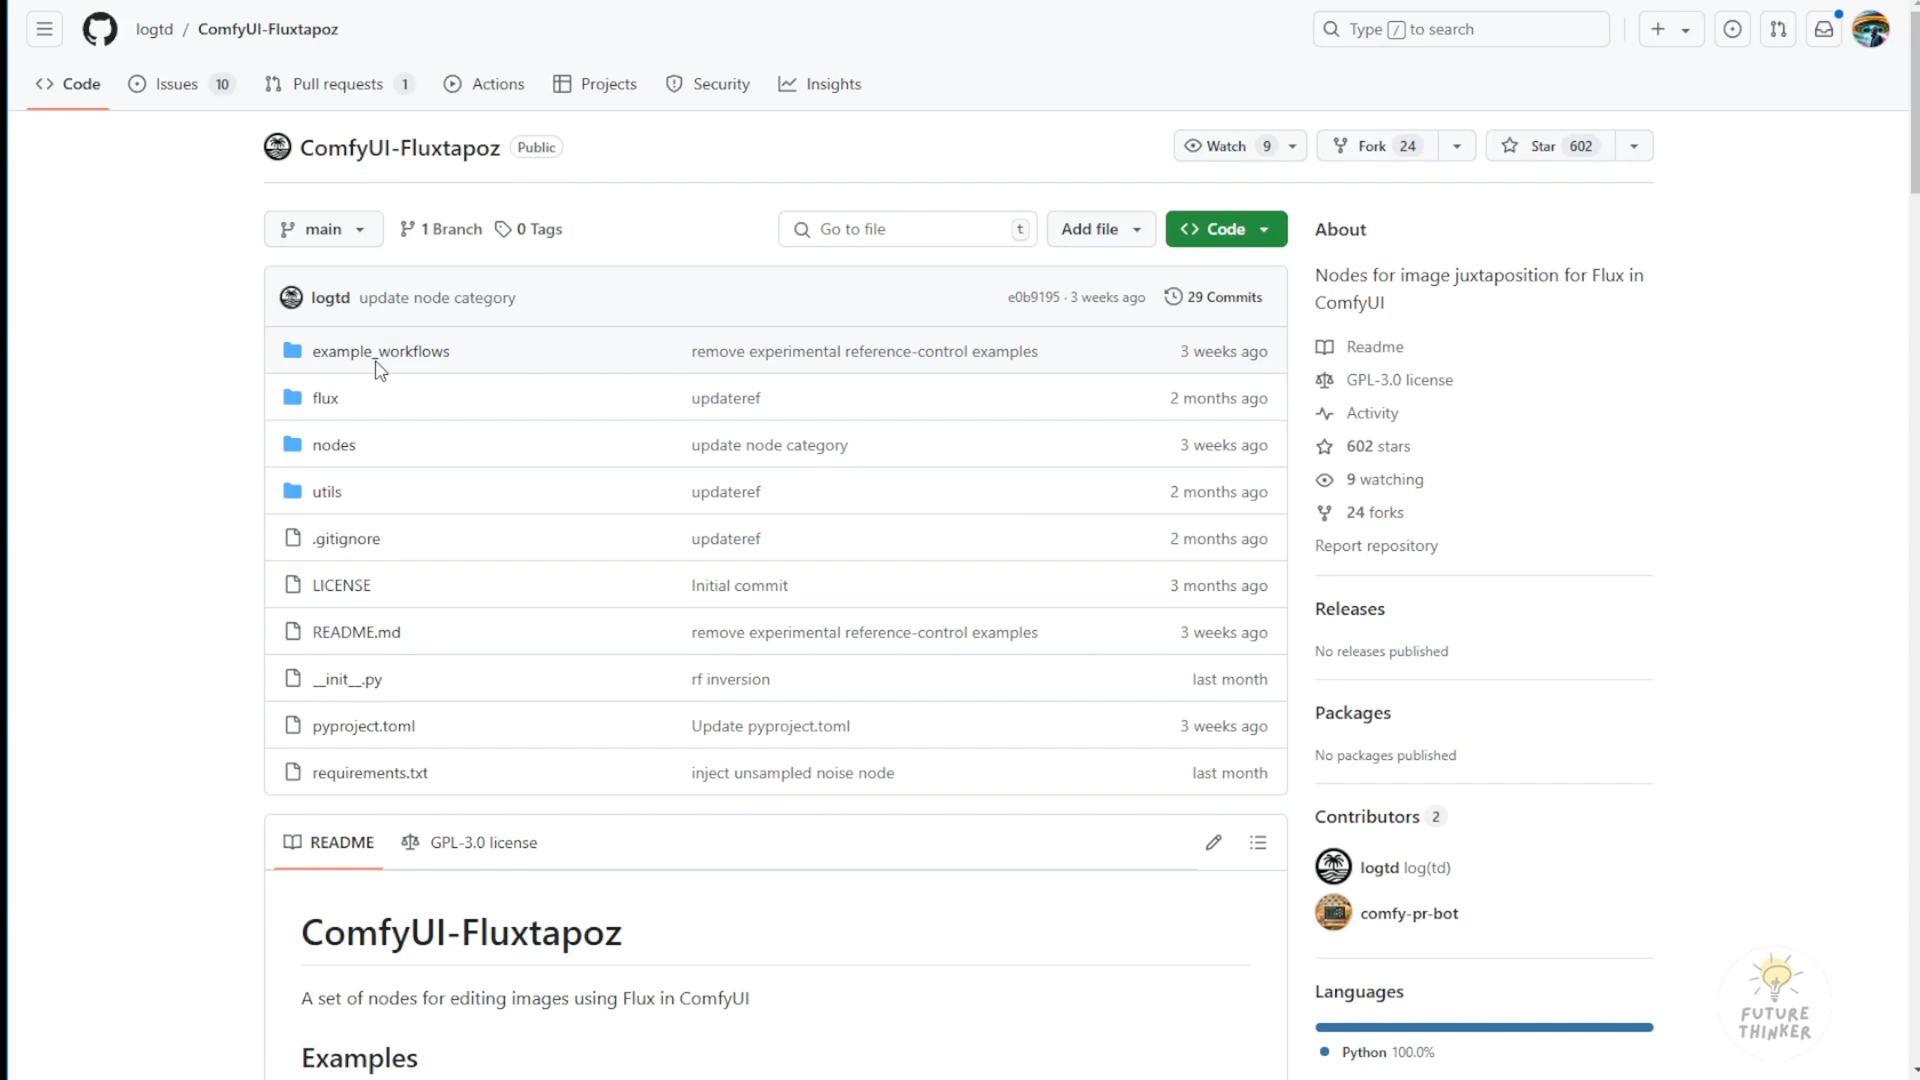 logtd / ComfyUI-Fluxtapoz
Type / to search
Code Issues 10 Pull requests 1 Actions Projects Security Insights
ComfyUI-Fluxtapoz Public
Watch 9 Fork 24 Star 602
main 1 Branch 0 Tags Go to file t Add file Code
logtd update node category e0b9195 · 3 weeks ago 29 Commits
example_workflows remove experimental reference-control examples 3 weeks ago
flux updateref 2 months ago
nodes update node category 3 weeks ago
utils updateref 2 months ago
.gitignore updateref 2 months ago
LICENSE Initial commit 3 months ago
README.md remove experimental reference-control examples 3 weeks ago
__init__.py rf inversion last month
pyproject.toml Update pyproject.toml 3 weeks ago
requirements.txt inject unsampled noise node last month
README GPL-3.0 license
ComfyUI-Fluxtapoz
A set of nodes for editing images using Flux in ComfyUI
Examples
About
Nodes for image juxtaposition for Flux in
ComfyUI
Readme
GPL-3.0 license
Activity
602 stars
9 watching
24 forks
Report repository
Releases
No releases published
Packages
No packages published
Contributors 2
logtd log(td)
comfy-pr-bot
Languages
Python 100.0%
FUTURE
THINKER